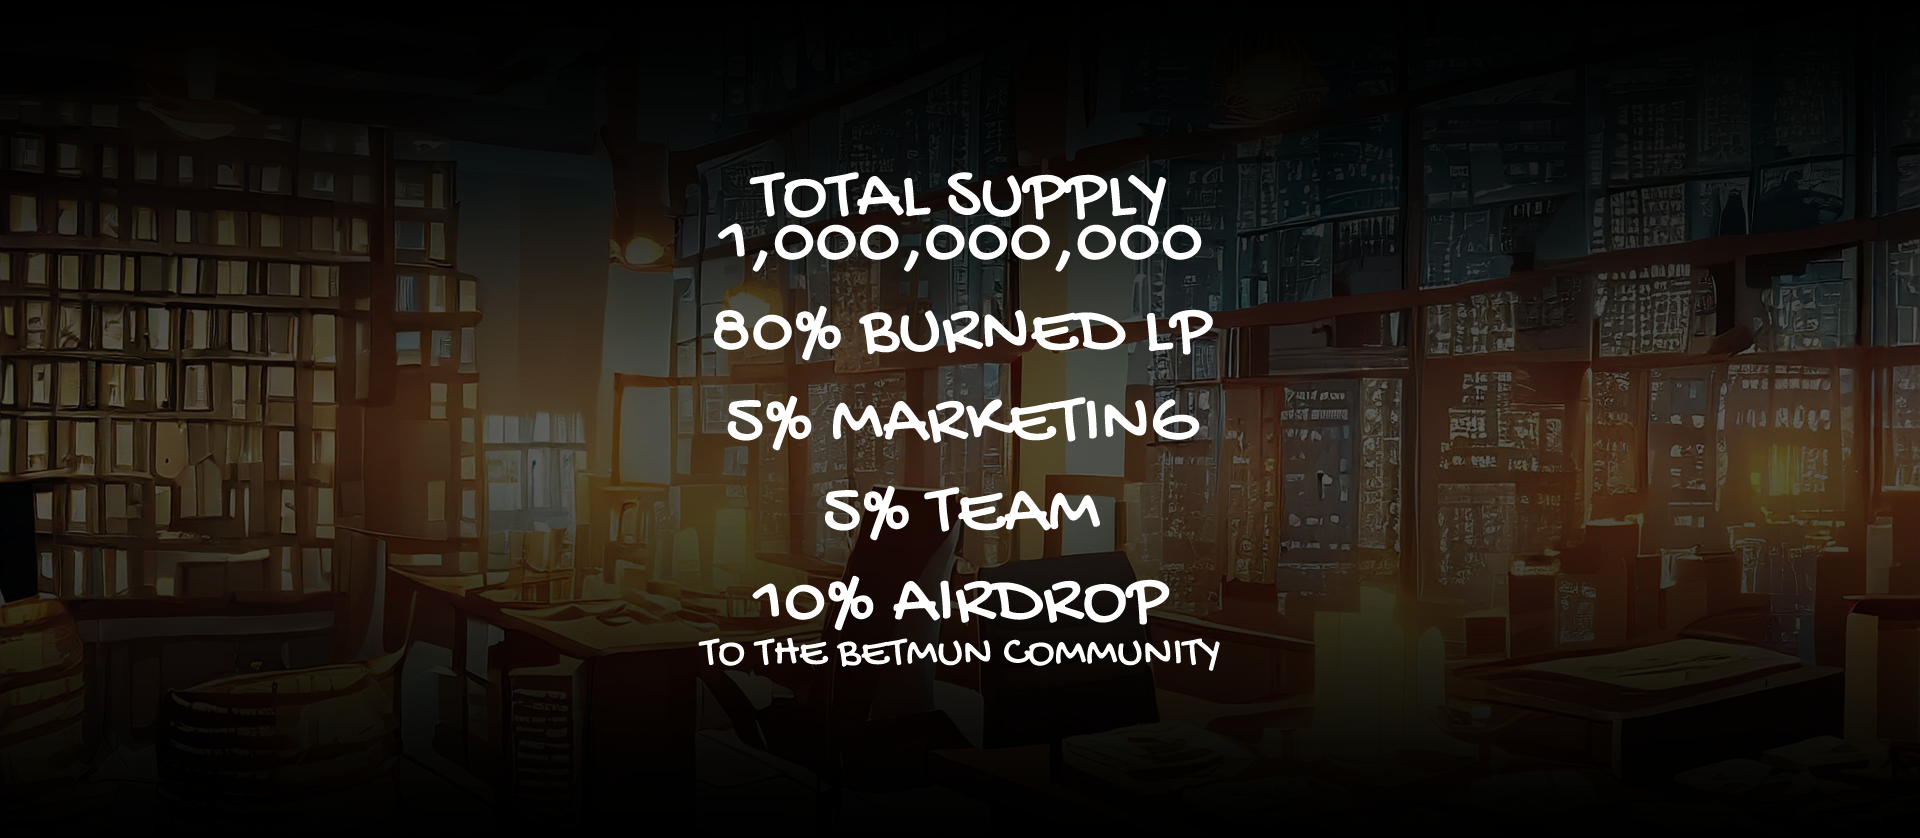 TOTAL SUPPLY
1,000,000,000
80% BURNED LP
5% MARKETING
5% TEAM
10% AIRDROP
TO THE BETMUN COMMUNITY